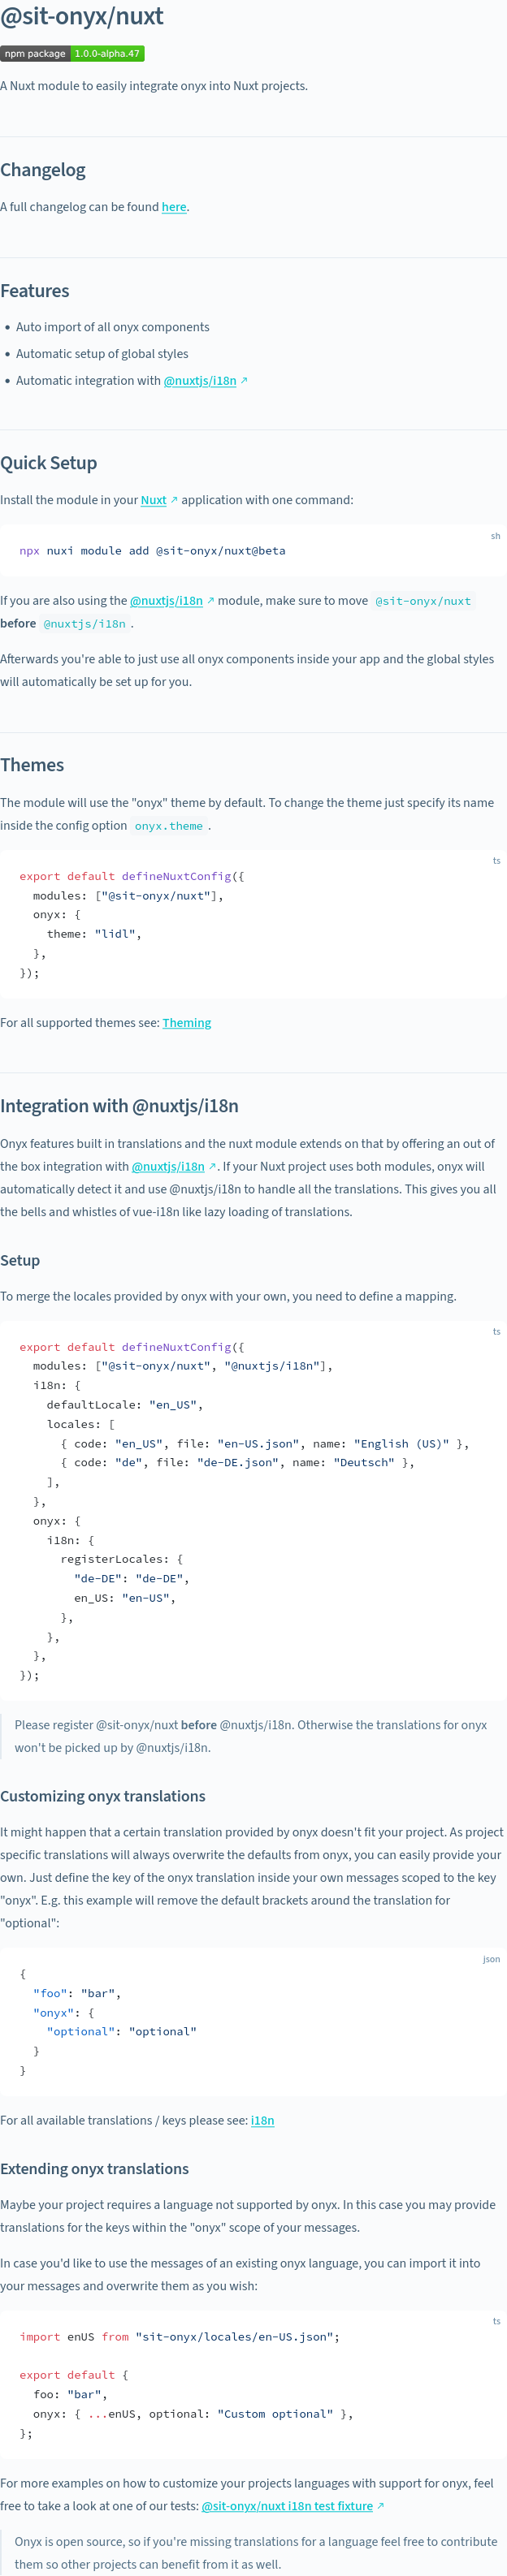 @sit-onyx/nuxt
npm package 1.0.0-alpha.47
A Nuxt module to easily integrate onyx into Nuxt projects.
Changelog
A full changelog can be found here.
Features
• Auto import of all onyx components
• Automatic setup of global styles
• Automatic integration with @nuxtjs/i18n ↗
Quick Setup
Install the module in your Nuxt ↗ application with one command:
sh
npx nuxi module add @sit-onyx/nuxt@beta
If you are also using the @nuxtjs/i18n ↗ module, make sure to move @sit-onyx/nuxt
before @nuxtjs/i18n .
Afterwards you're able to just use all onyx components inside your app and the global styles
will automatically be set up for you.
Themes
The module will use the "onyx" theme by default. To change the theme just specify its name
inside the config option onyx.theme .
ts
export default defineNuxtConfig({
  modules: ["@sit-onyx/nuxt"],
  onyx: {
    theme: "lidl",
  },
});
For all supported themes see: Theming
Integration with @nuxtjs/i18n
Onyx features built in translations and the nuxt module extends on that by offering an out of
the box integration with @nuxtjs/i18n ↗. If your Nuxt project uses both modules, onyx will
automatically detect it and use @nuxtjs/i18n to handle all the translations. This gives you all
the bells and whistles of vue-i18n like lazy loading of translations.
Setup
To merge the locales provided by onyx with your own, you need to define a mapping.
ts
export default defineNuxtConfig({
  modules: ["@sit-onyx/nuxt", "@nuxtjs/i18n"],
  i18n: {
    defaultLocale: "en_US",
    locales: [
      { code: "en_US", file: "en-US.json", name: "English (US)" },
      { code: "de", file: "de-DE.json", name: "Deutsch" },
    ],
  },
  onyx: {
    i18n: {
      registerLocales: {
        "de-DE": "de-DE",
        en_US: "en-US",
      },
    },
  },
});
Please register @sit-onyx/nuxt before @nuxtjs/i18n. Otherwise the translations for onyx
won't be picked up by @nuxtjs/i18n.
Customizing onyx translations
It might happen that a certain translation provided by onyx doesn't fit your project. As project
specific translations will always overwrite the defaults from onyx, you can easily provide your
own. Just define the key of the onyx translation inside your own messages scoped to the key
"onyx". E.g. this example will remove the default brackets around the translation for
"optional":
json
{
  "foo": "bar",
  "onyx": {
    "optional": "optional"
  }
}
For all available translations / keys please see: i18n
Extending onyx translations
Maybe your project requires a language not supported by onyx. In this case you may provide
translations for the keys within the "onyx" scope of your messages.
In case you'd like to use the messages of an existing onyx language, you can import it into
your messages and overwrite them as you wish:
ts
import enUS from "sit-onyx/locales/en-US.json";
export default {
  foo: "bar",
  onyx: { ...enUS, optional: "Custom optional" },
};
For more examples on how to customize your projects languages with support for onyx, feel
free to take a look at one of our tests: @sit-onyx/nuxt i18n test fixture ↗
Onyx is open source, so if you're missing translations for a language feel free to contribute
them so other projects can benefit from it as well.